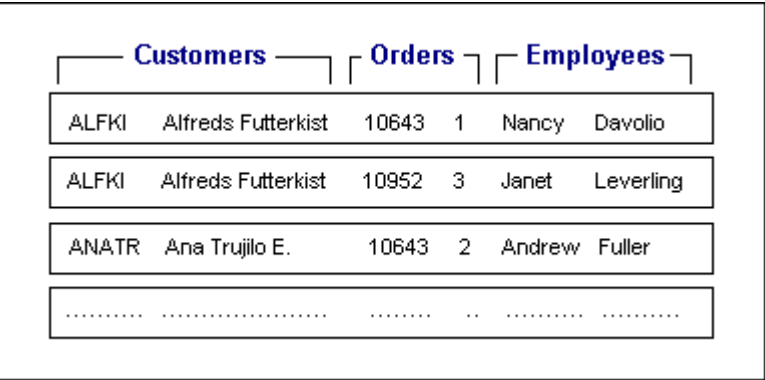 Customers Orders Employees
ALFKI Alfreds Futterkist 10643 1 Nancy Davolio
ALFKI Alfreds Futterkist 10952 3 Janet Leverling
ANATR Ana Trujilo E. 10643 2 Andrew Fuller
.......... ..................... ........ .. .......... ..........